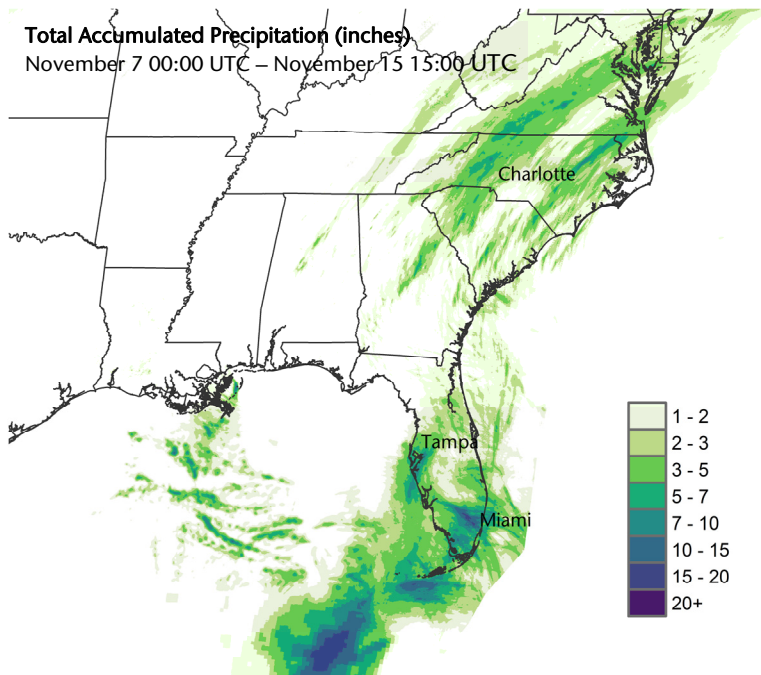 Total Accumulated Precipitation (inches)
November 7 00:00 UTC – November 15 15:00 UTC
Charlotte
Tampa
Miami
1 - 2
2 - 3
3 - 5
5 - 7
7 - 10
10 - 15
15 - 20
20+